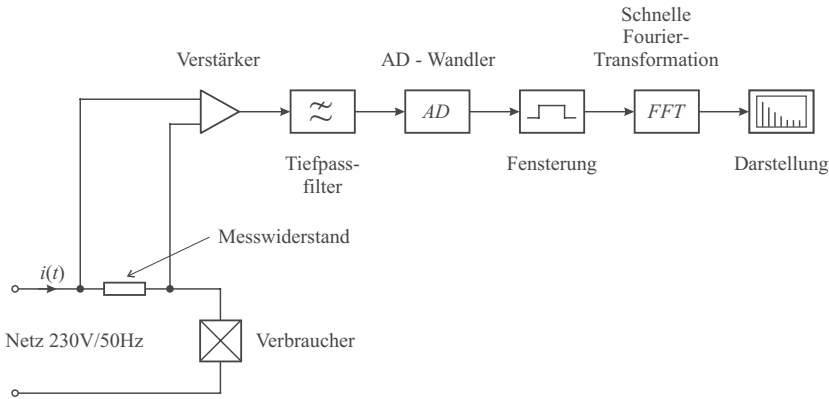 Schnelle
Fourier-
Transformation
Verstärker
AD - Wandler
AD
FFT
Tiefpass-
filter
Fensterung
Darstellung
Messwiderstand
i(t)
Netz 230V/50Hz
Verbraucher